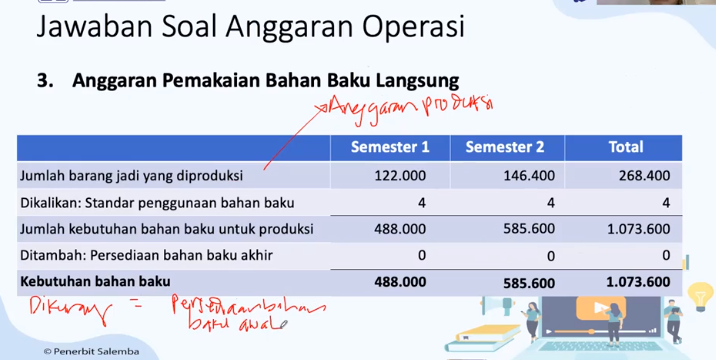 Jawaban Soal Anggaran Operasi
3. Anggaran Pemakaian Bahan Baku Langsung
Anggaran produksi
Semester 1 Semester 2 Total
Jumlah barang jadi yang diproduksi 122.000 146.400 268.400
Dikalikan: Standar penggunaan bahan baku 4 4 4
Jumlah kebutuhan bahan baku untuk produksi 488.000 585.600 1.073.600
Ditambah: Persediaan bahan baku akhir 0 0 0
Kebutuhan bahan baku 488.000 585.600 1.073.600
Dikurang = Persediaan bahan
baku awal
© Penerbit Salemba